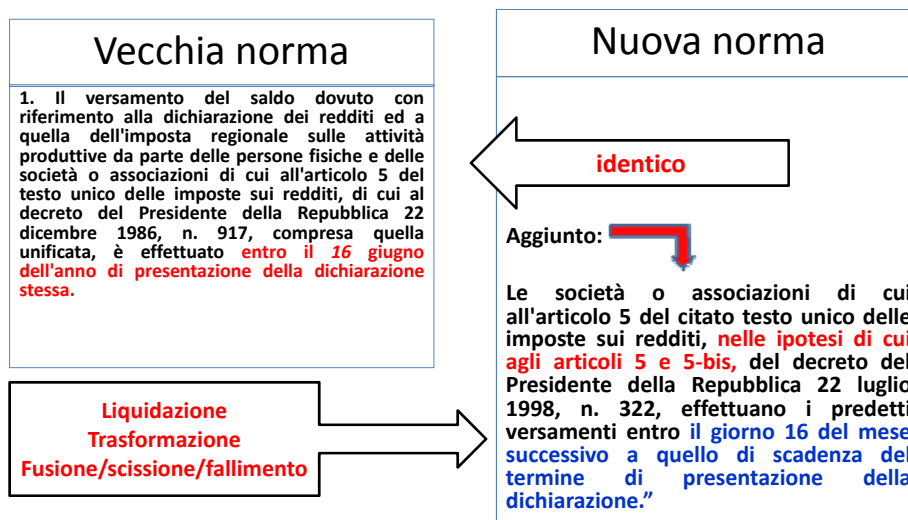 Vecchia norma
1. Il versamento del saldo dovuto con
riferimento alla dichiarazione dei redditi ed a
quella dell'imposta regionale sulle attività
produttive da parte delle persone fisiche e delle
società o associazioni di cui all'articolo 5 del
testo unico delle imposte sui redditi, di cui al
decreto del Presidente della Repubblica 22
dicembre 1986, n. 917, compresa quella
unificata, è effettuato entro il 16 giugno
dell'anno di presentazione della dichiarazione
stessa.
Liquidazione
Trasformazione
Fusione/scissione/fallimento
Nuova norma
identico
Aggiunto:
Le società o associazioni di cui
all'articolo 5 del citato testo unico delle
imposte sui redditi, nelle ipotesi di cui
agli articoli 5 e 5-bis, del decreto del
Presidente della Repubblica 22 luglio
1998, n. 322, effettuano i predetti
versamenti entro il giorno 16 del mese
successivo a quello di scadenza del
termine di presentazione della
dichiarazione.”